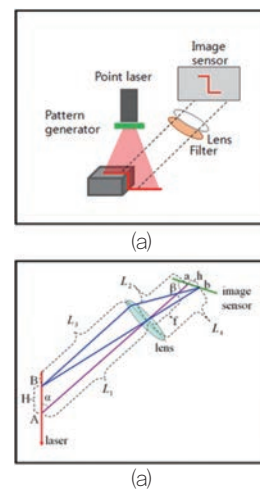 Image
sensor
Point laser
Pattern
generator
Lens
Filter
(a)
L₂
a
h
b
β
image
sensor
L₃
f
L₄
lens
B
H
α
L₁
A
laser
(a)